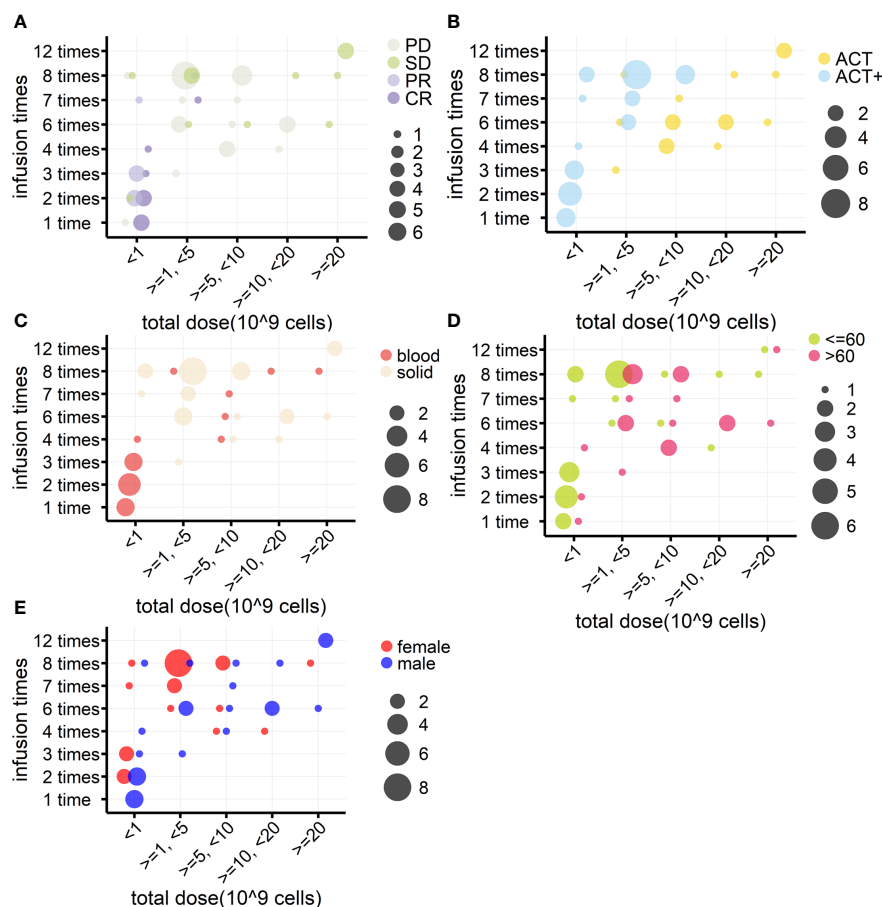 A
12 times
8 times
7 times
6 times
4 times
3 times
2 times
1 time
infusion times
<1
>=1, <5
>=5, <10
>=10, <20
>=20
total dose(10^9 cells)
PD
SD
PR
CR
1
2
3
4
5
6
B
12 times
8 times
7 times
6 times
4 times
3 times
2 times
1 time
infusion times
<1
>=1, <5
>=5, <10
>=10, <20
>=20
total dose(10^9 cells)
ACT
ACT+
2
4
6
8
C
12 times
8 times
7 times
6 times
4 times
3 times
2 times
1 time
infusion times
<1
>=1, <5
>=5, <10
>=10, <20
>=20
total dose(10^9 cells)
blood
solid
2
4
6
8
D
12 times
8 times
7 times
6 times
4 times
3 times
2 times
1 time
infusion times
<1
>=1, <5
>=5, <10
>=10, <20
>=20
total dose(10^9 cells)
<=60
>60
1
2
3
4
5
6
E
12 times
8 times
7 times
6 times
4 times
3 times
2 times
1 time
infusion times
<1
>=1, <5
>=5, <10
>=10, <20
>=20
total dose(10^9 cells)
female
male
2
4
6
8